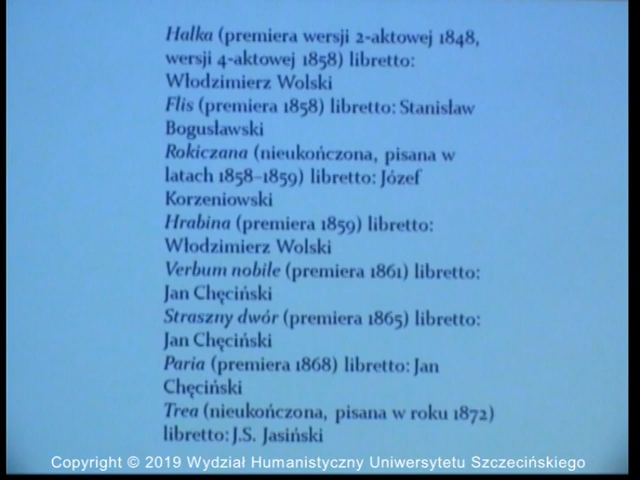 Halka (premiera wersji 2-aktowej 1848,
wersji 4-aktowej 1858) libretto:
Włodzimierz Wolski
Flis (premiera 1858) libretto: Stanisław
Bogusławski
Rokiczana (nieukończona, pisana w
latach 1858–1859) libretto: Józef
Korzeniowski
Hrabina (premiera 1859) libretto:
Włodzimierz Wolski
Verbum nobile (premiera 1861) libretto:
Jan Chęciński
Straszny dwór (premiera 1865) libretto:
Jan Chęciński
Paria (premiera 1868) libretto: Jan
Chęciński
Trea (nieukończona, pisana w roku 1872)
libretto: J.S. Jasiński
Copyright © 2019 Wydział Humanistyczny Uniwersytetu Szczecińskiego